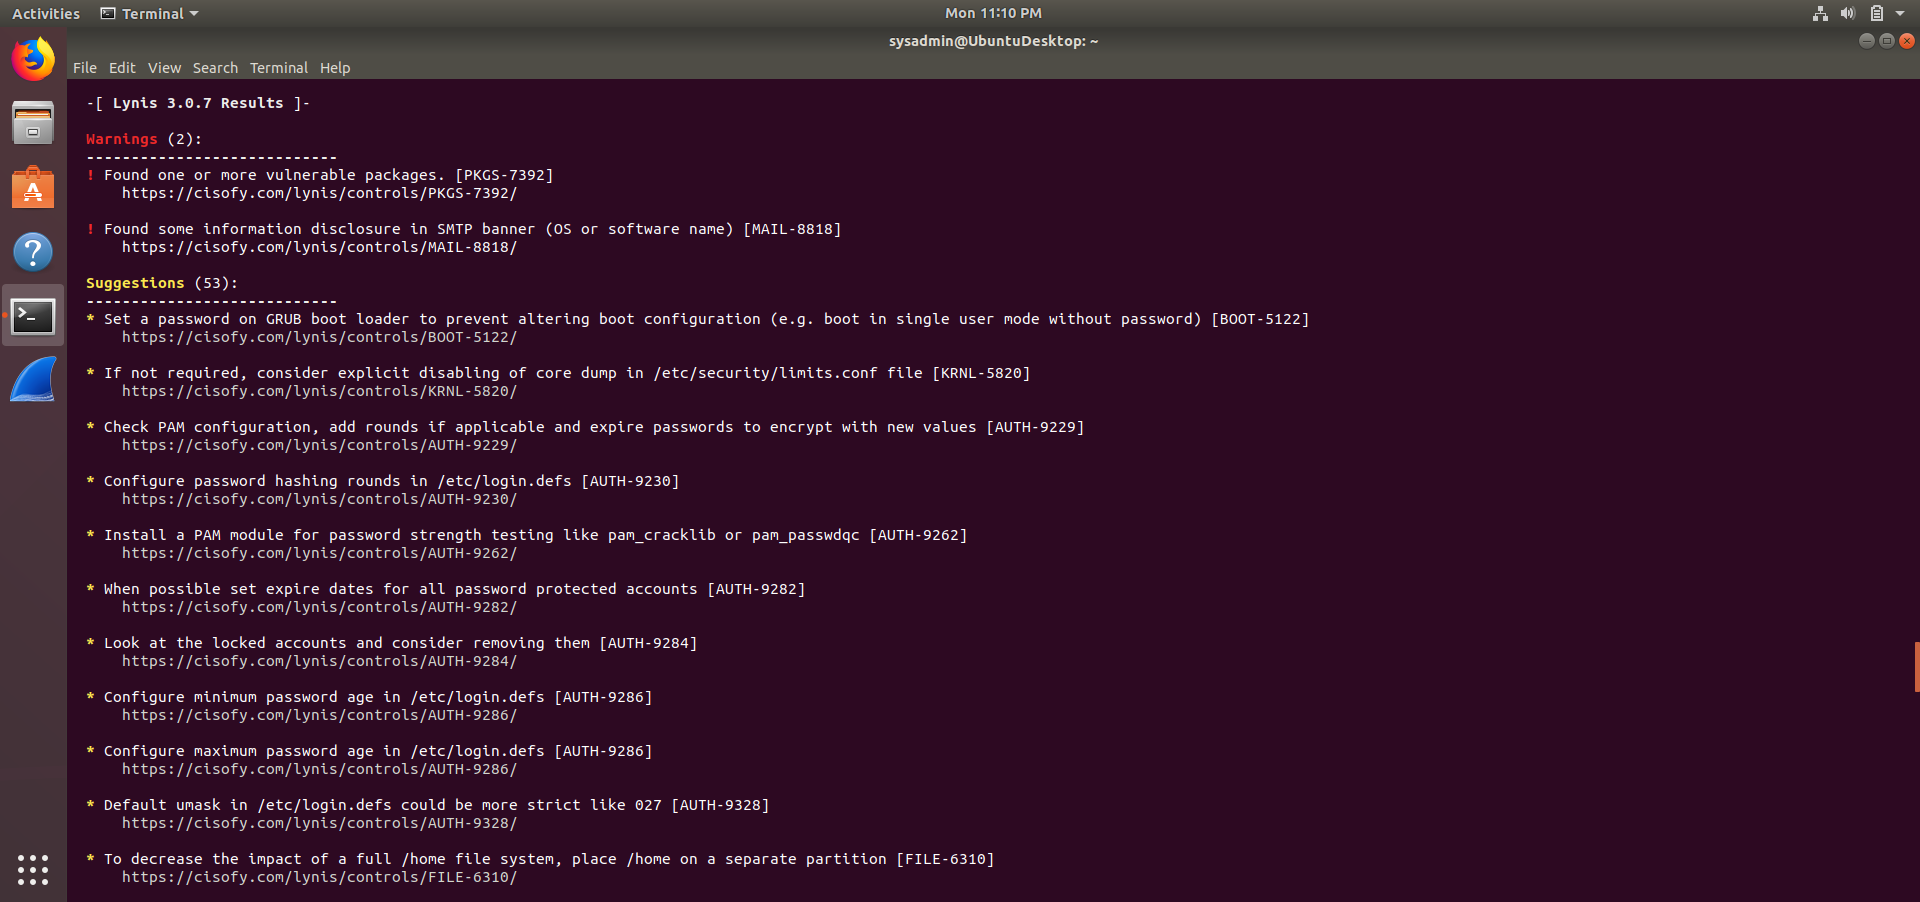 Activities Terminal Mon 11:10 PM
sysadmin@UbuntuDesktop: ~
File Edit View Search Terminal Help
-[ Lynis 3.0.7 Results ]-
Warnings (2):
----------------------------
! Found one or more vulnerable packages. [PKGS-7392]
https://cisofy.com/lynis/controls/PKGS-7392/
! Found some information disclosure in SMTP banner (OS or software name) [MAIL-8818]
https://cisofy.com/lynis/controls/MAIL-8818/
Suggestions (53):
----------------------------
* Set a password on GRUB boot loader to prevent altering boot configuration (e.g. boot in single user mode without password) [BOOT-5122]
https://cisofy.com/lynis/controls/BOOT-5122/
* If not required, consider explicit disabling of core dump in /etc/security/limits.conf file [KRNL-5820]
https://cisofy.com/lynis/controls/KRNL-5820/
* Check PAM configuration, add rounds if applicable and expire passwords to encrypt with new values [AUTH-9229]
https://cisofy.com/lynis/controls/AUTH-9229/
* Configure password hashing rounds in /etc/login.defs [AUTH-9230]
https://cisofy.com/lynis/controls/AUTH-9230/
* Install a PAM module for password strength testing like pam_cracklib or pam_passwdqc [AUTH-9262]
https://cisofy.com/lynis/controls/AUTH-9262/
* When possible set expire dates for all password protected accounts [AUTH-9282]
https://cisofy.com/lynis/controls/AUTH-9282/
* Look at the locked accounts and consider removing them [AUTH-9284]
https://cisofy.com/lynis/controls/AUTH-9284/
* Configure minimum password age in /etc/login.defs [AUTH-9286]
https://cisofy.com/lynis/controls/AUTH-9286/
* Configure maximum password age in /etc/login.defs [AUTH-9286]
https://cisofy.com/lynis/controls/AUTH-9286/
* Default umask in /etc/login.defs could be more strict like 027 [AUTH-9328]
https://cisofy.com/lynis/controls/AUTH-9328/
* To decrease the impact of a full /home file system, place /home on a separate partition [FILE-6310]
https://cisofy.com/lynis/controls/FILE-6310/